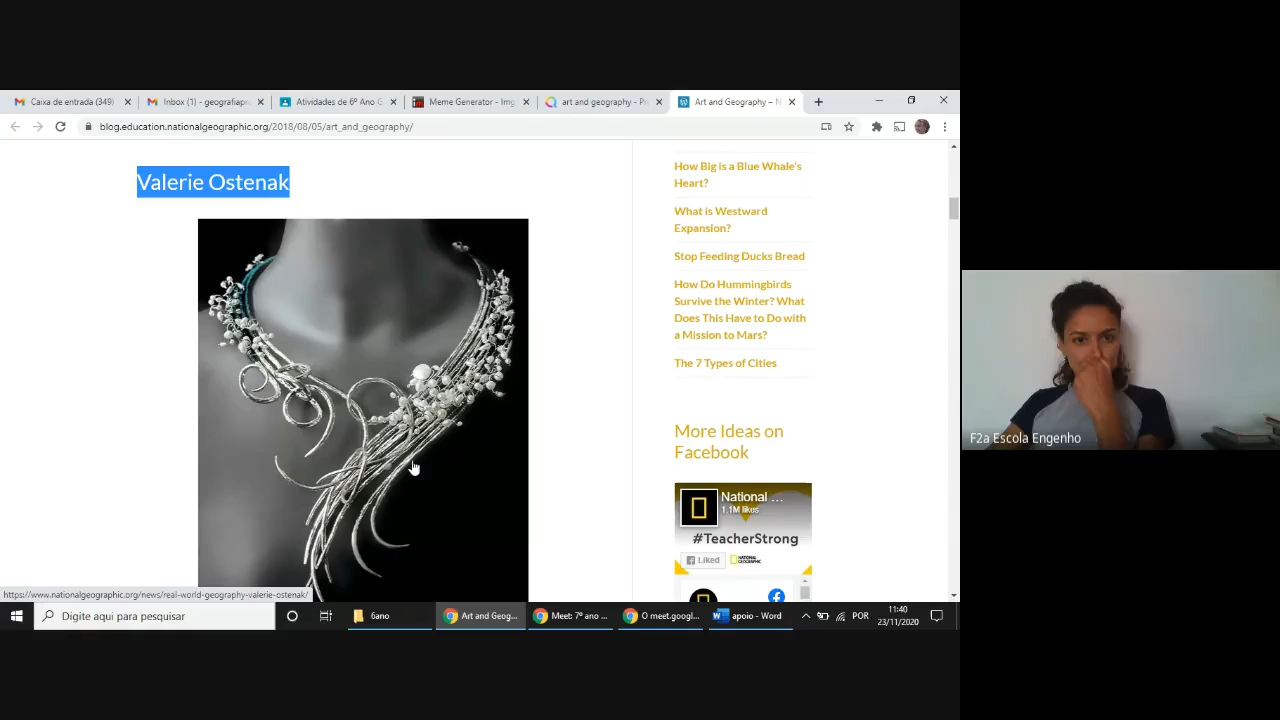 Caixa de entrada (349)
Inbox (1) - geografiapr
Atividades de 6º Ano G
Meme Generator - Img
art and geography - Pr
Art and Geography – N
blog.education.nationalgeographic.org/2018/08/05/art_and_geography/
Valerie Ostenak
How Big is a Blue Whale's
Heart?
What is Westward
Expansion?
Stop Feeding Ducks Bread
How Do Hummingbirds
Survive the Winter? What
Does This Have to Do with
a Mission to Mars?
The 7 Types of Cities
More Ideas on
Facebook
National ...
1,1M likes
#TeacherStrong
Liked
NATIONAL GEOGRAPHIC
F2a Escola Engenho
https://www.nationalgeographic.org/news/real-world-geography-valerie-ostenak/
Digite aqui para pesquisar
6ano
Art and Geog...
Meet: 7º ano ...
O meet.googl...
apoio - Word
POR
11:40
23/11/2020